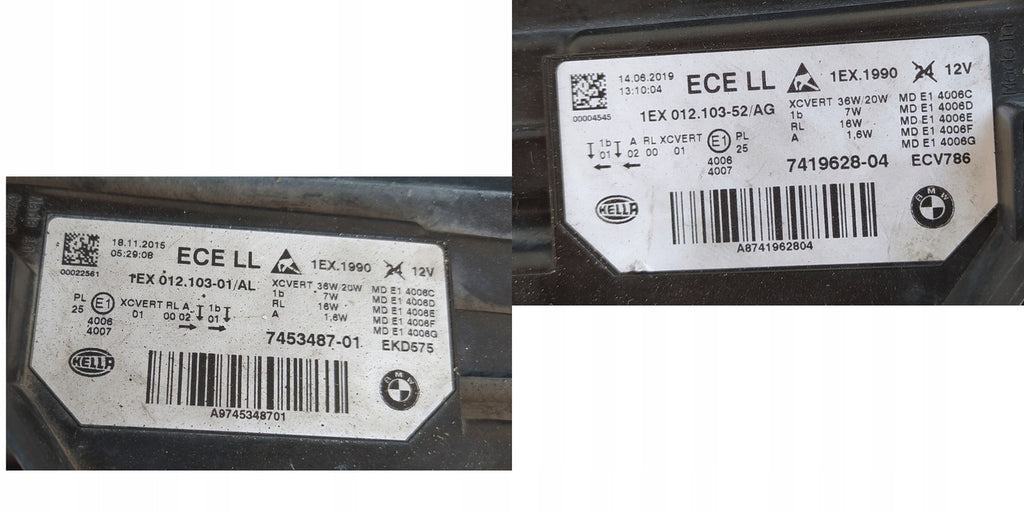 14.06.2019
13:10:04
ECE LL
1EX.1990 24 12V
00004545
1EX 012.103-52/AG
XCVERT 36W/20W
1b 7W
RL 16W
A 1,6W
MD E1 4006C
MD E1 4006D
MD E1 4006E
MD E1 4006F
MD E1 4006G
1b A RL XCVERT
01 02 00 01
E1
PL
25
4006
4007
7419628-04 ECV786
HELLA
BMW
A8741962804
Made in
18.11.2015
05:29:08
ECE LL
1EX.1990 24 12V
00022561
1EX 012.103-01/AL
XCVERT 36W/20W
1b 7W
RL 16W
A 1,6W
MD E1 4006C
MD E1 4006D
MD E1 4006E
MD E1 4006F
MD E1 4006G
PL
25
E1
4006
4007
XCVERT RL A 1b
01 00 02 01
7453487-01 EKD575
HELLA
BMW
A9745348701